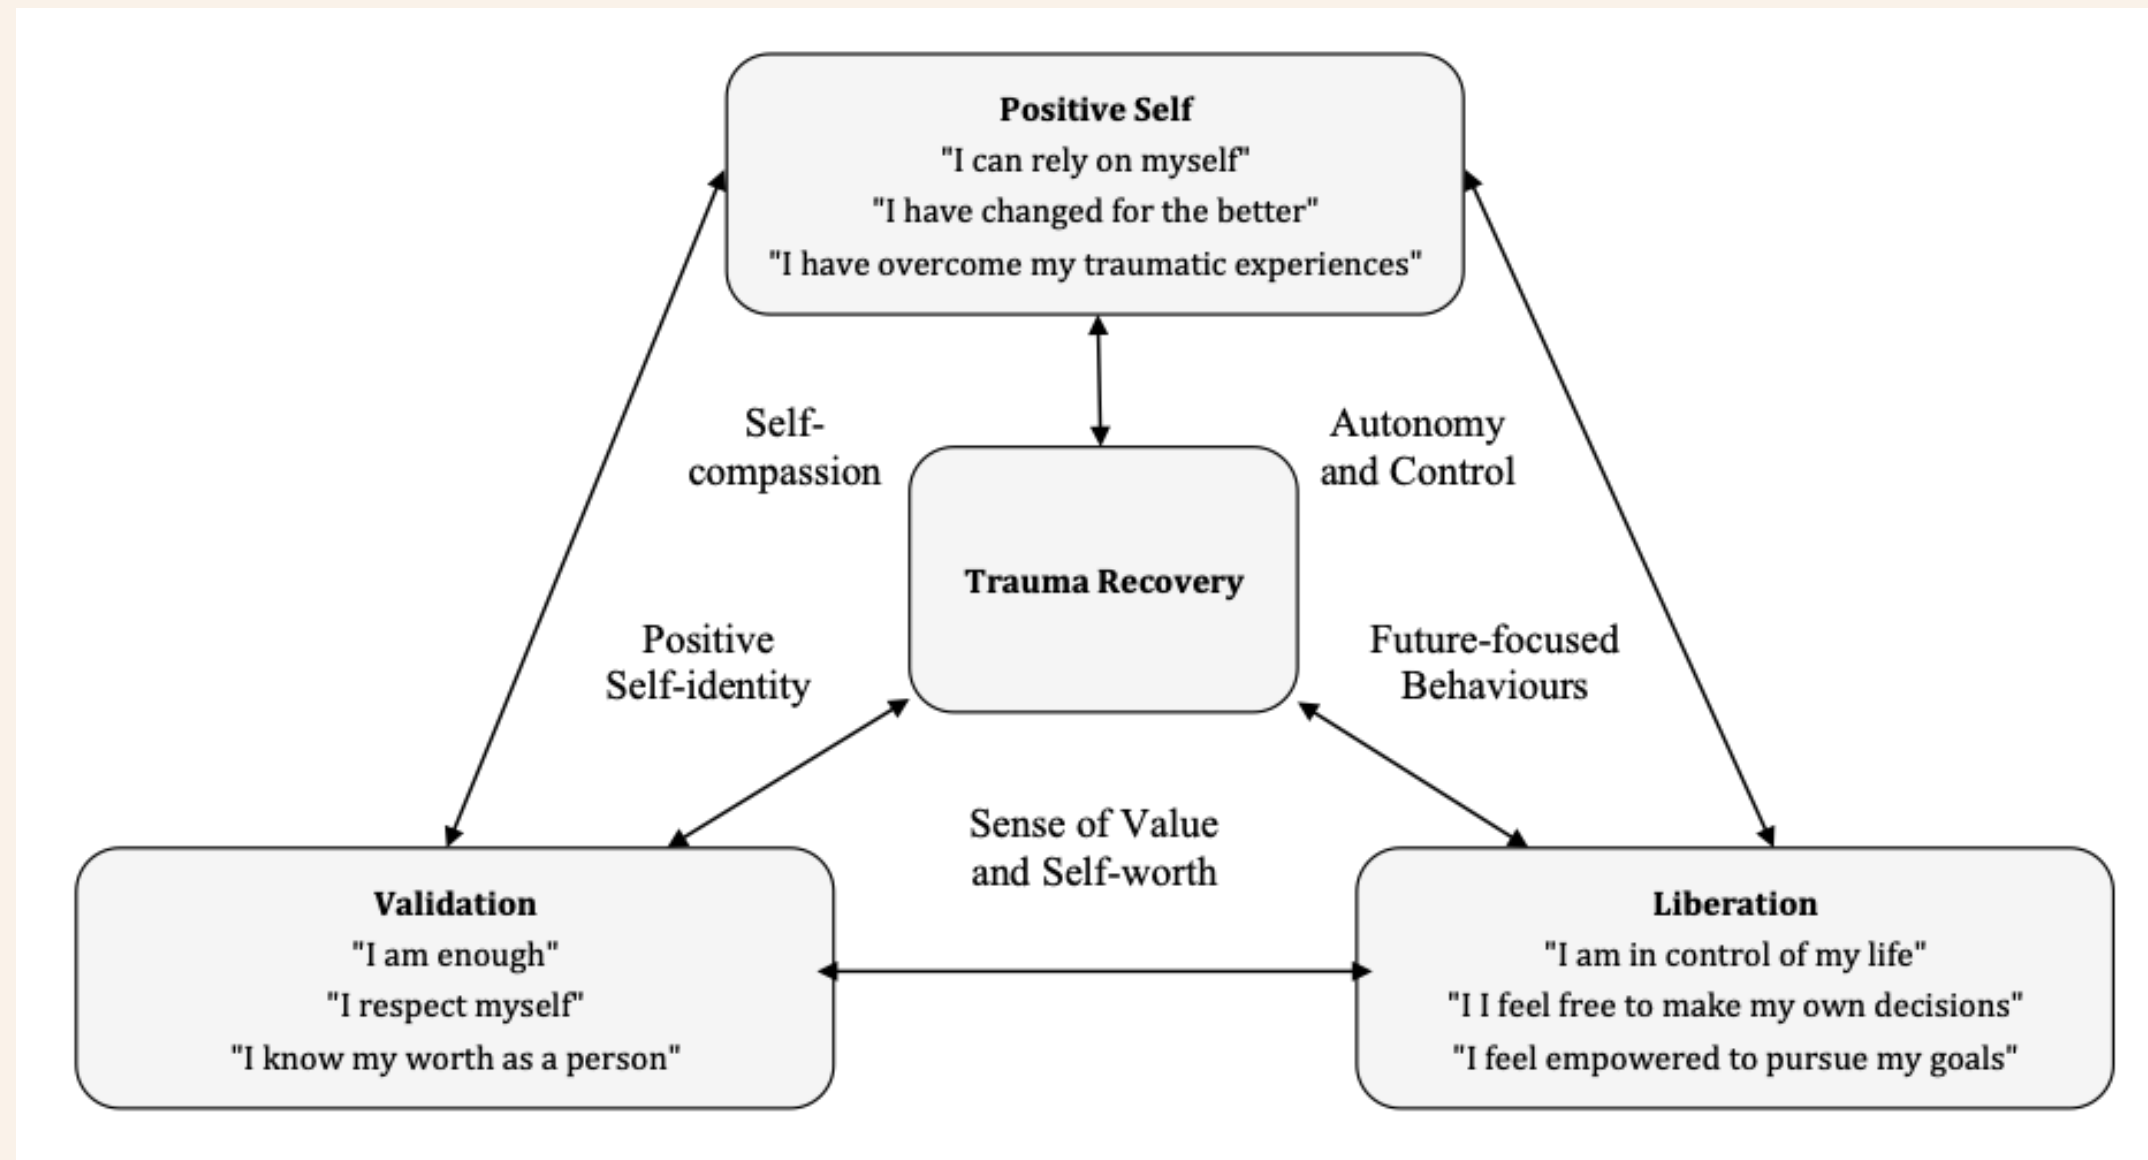 Positive Self
"I can rely on myself"
"I have changed for the better"
"I have overcome my traumatic experiences"
Self-
compassion
Autonomy
and Control
Trauma Recovery
Positive
Self-identity
Future-focused
Behaviours
Sense of Value
and Self-worth
Validation
"I am enough"
"I respect myself"
"I know my worth as a person"
Liberation
"I am in control of my life"
"I I feel free to make my own decisions"
"I feel empowered to pursue my goals"